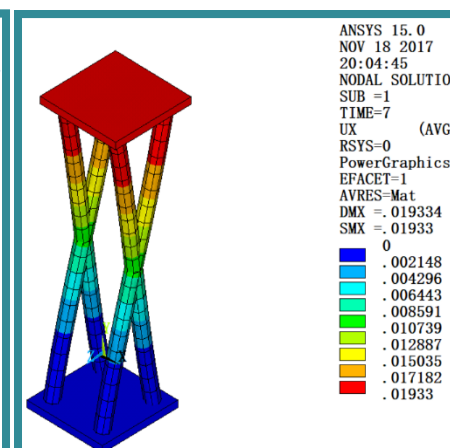 ANSYS 15.0
NOV 18 2017
20:04:45
NODAL SOLUTIO
SUB =1
TIME=7
UX (AVG
RSYS=0
PowerGraphics
EFACET=1
AVRES=Mat
DMX =.019334
SMX =.01933
0
.002148
.004296
.006443
.008591
.010739
.012887
.015035
.017182
.01933